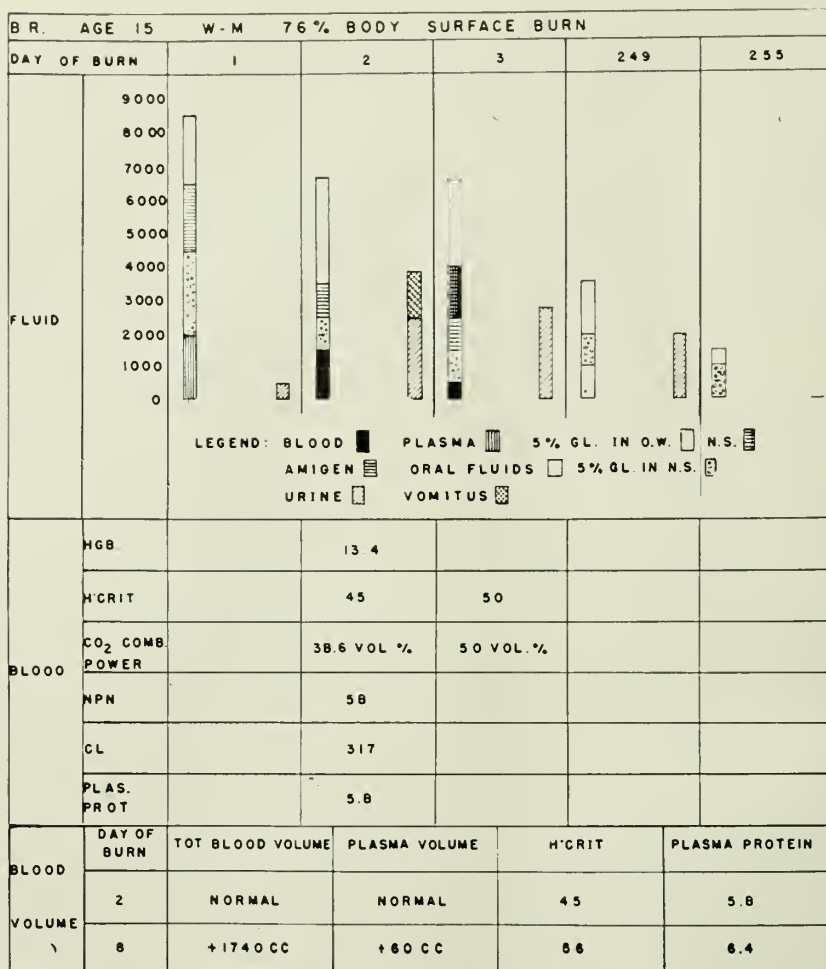 B R. AGE 15 W-M 76% BODY SURFACE BURN
DAY OF BURN 1 2 3 249 255
9000
8000
7000
6000
5000
4000
3000
FLUID
2000
1000
0
LEGEND: BLOOD PLASMA 5% GL. IN O.W. N.S.
AMIGEN ORAL FLUIDS 5% GL. IN N.S.
URINE VOMITUS
HGB. 13.4
H'CRIT 45 50
CO2 COMB. POWER 38.6 VOL % 50 VOL.%
BLOOD
NPN 58
CL 317
PLAS. PROT 5.8
BLOOD VOLUME
DAY OF BURN TOT BLOOD VOLUME PLASMA VOLUME H'CRIT PLASMA PROTEIN
2 NORMAL NORMAL 45 5.8
8 +1740 CC +60 CC 56 6.4